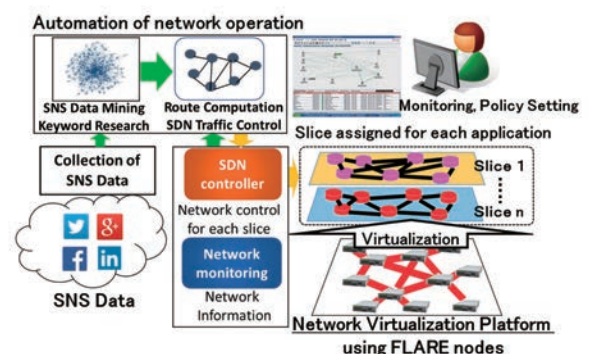 Automation of network operation
SNS Data Mining
Keyword Research
Route Computation
SDN Traffic Control
Monitoring, Policy Setting
Collection of
SNS Data
SNS Data
SDN
controller
Network control
for each slice
Network
monitoring
Network
Information
Slice assigned for each application
Slice 1
Slice n
Virtualization
Network Virtualization Platform
using FLARE nodes